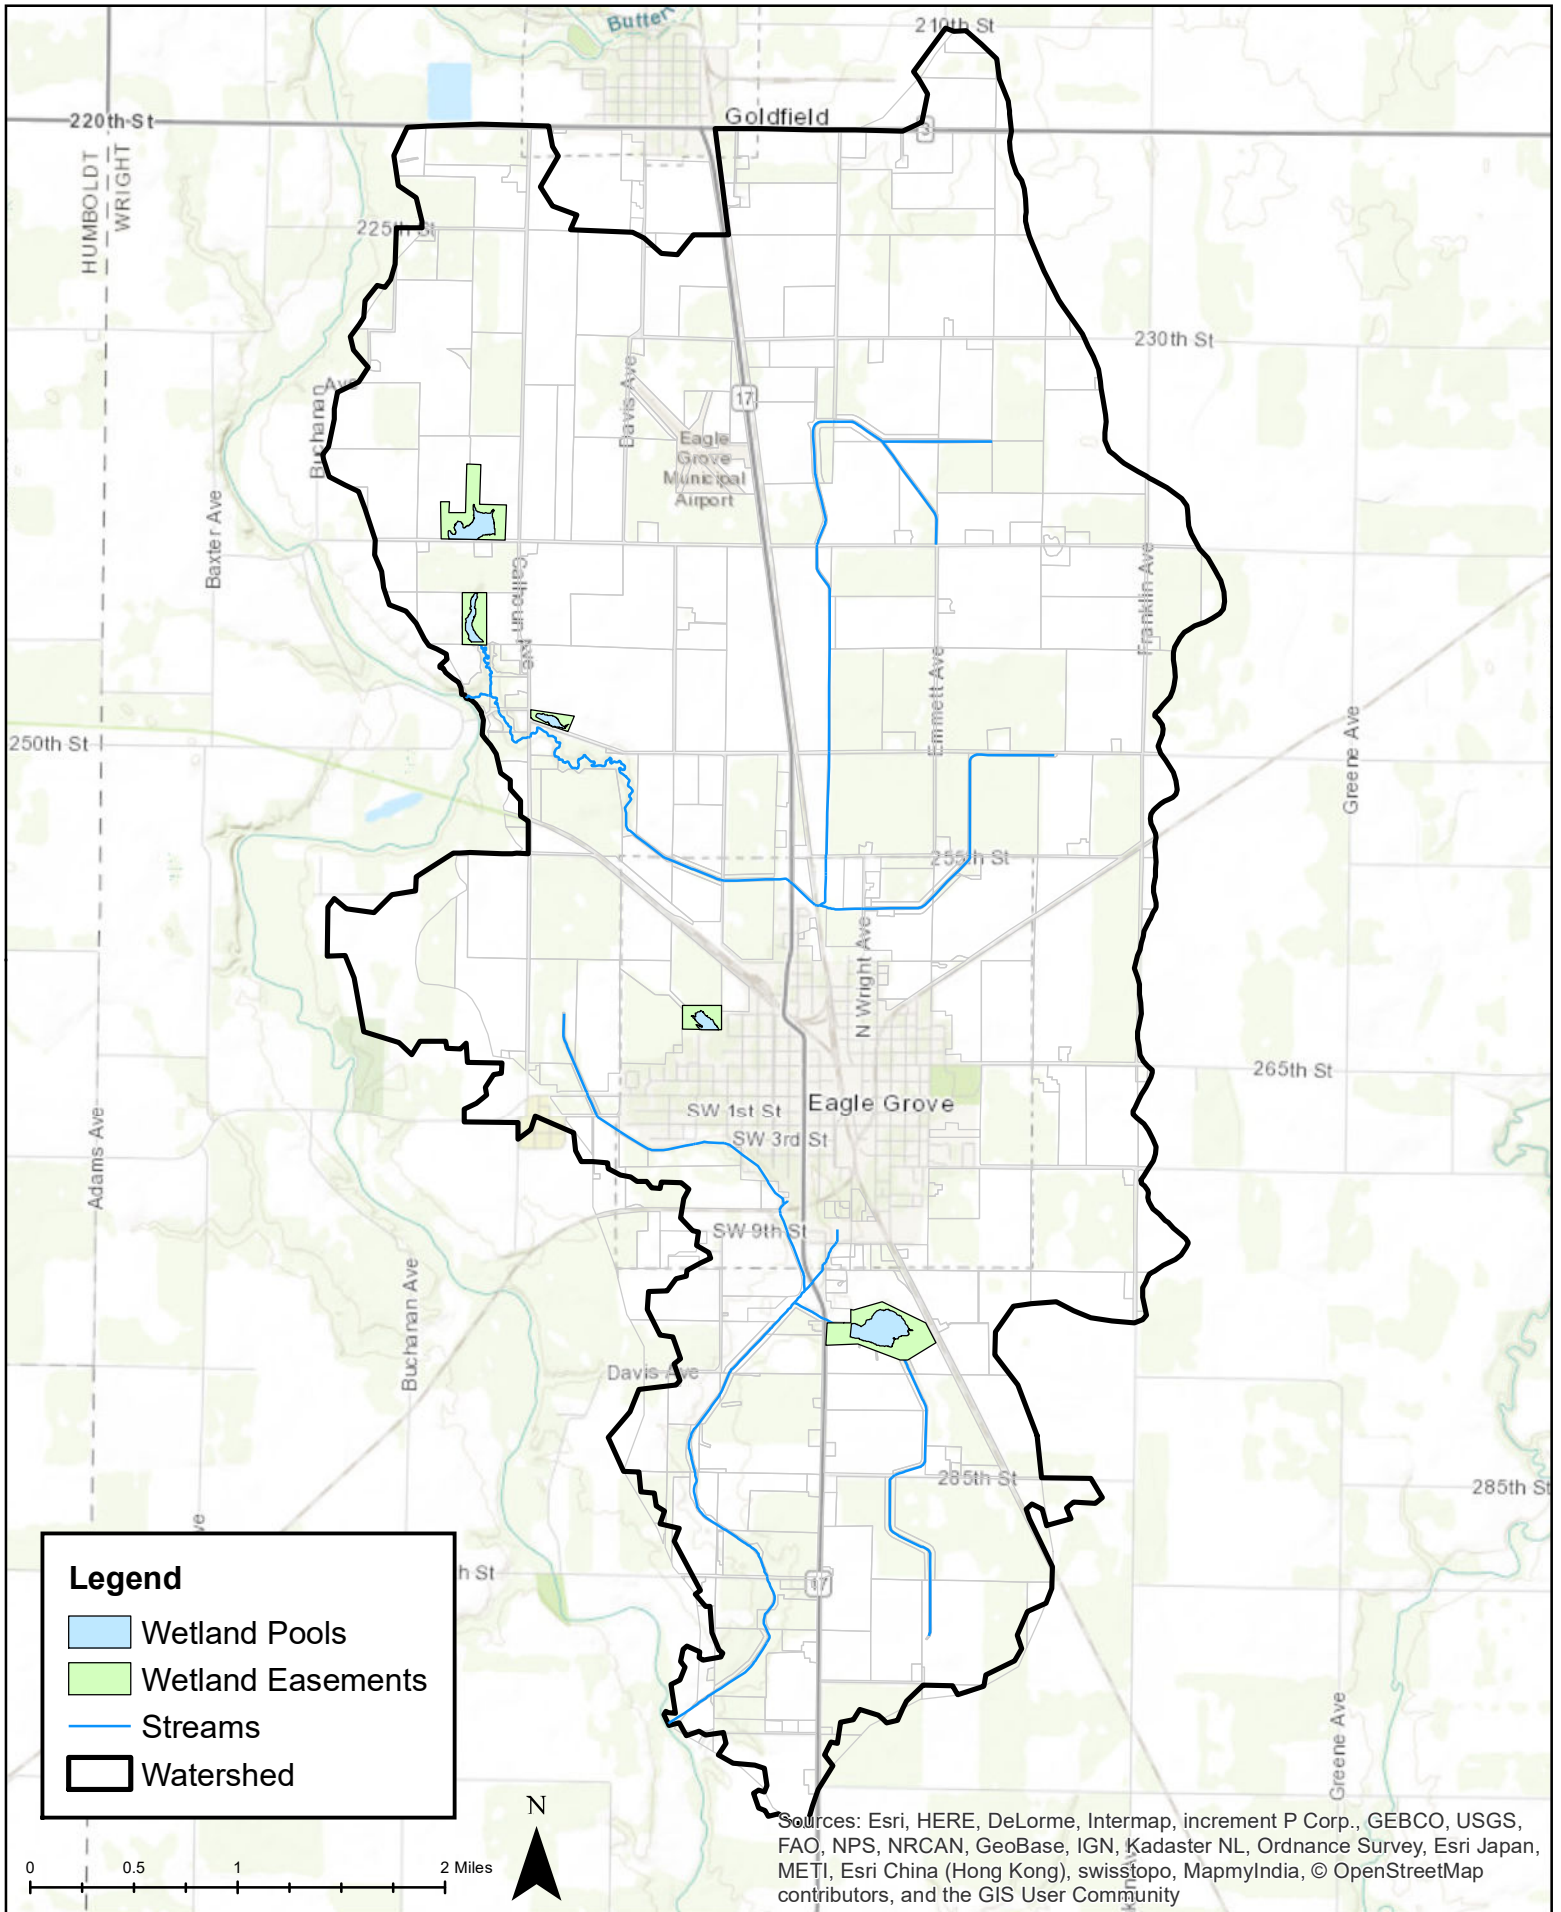 Butter
210th St
Goldfield
220th St
3
HUMBOLDT
WRIGHT
225th St
230th St
Buchanan Ave
Davis Ave
17
Eagle
Grove
Municipal
Airport
Baxter Ave
Calhoun Ave
Franklin Ave
Emmett Ave
Greene Ave
250th St
255th St
N Wright Ave
265th St
SW 1st St
Eagle Grove
SW 3rd St
Adams Ave
SW 9th St
Buchanan Ave
Davis Ave
285th St
285th St
ve
h St
17
Greene Ave
Legend
Wetland Pools
Wetland Easements
Streams
Watershed
N
0 0.5 1 2 Miles
Sources: Esri, HERE, DeLorme, Intermap, increment P Corp., GEBCO, USGS,
FAO, NPS, NRCAN, GeoBase, IGN, Kadaster NL, Ordnance Survey, Esri Japan,
METI, Esri China (Hong Kong), swisstopo, MapmyIndia, © OpenStreetMap
contributors, and the GIS User Community